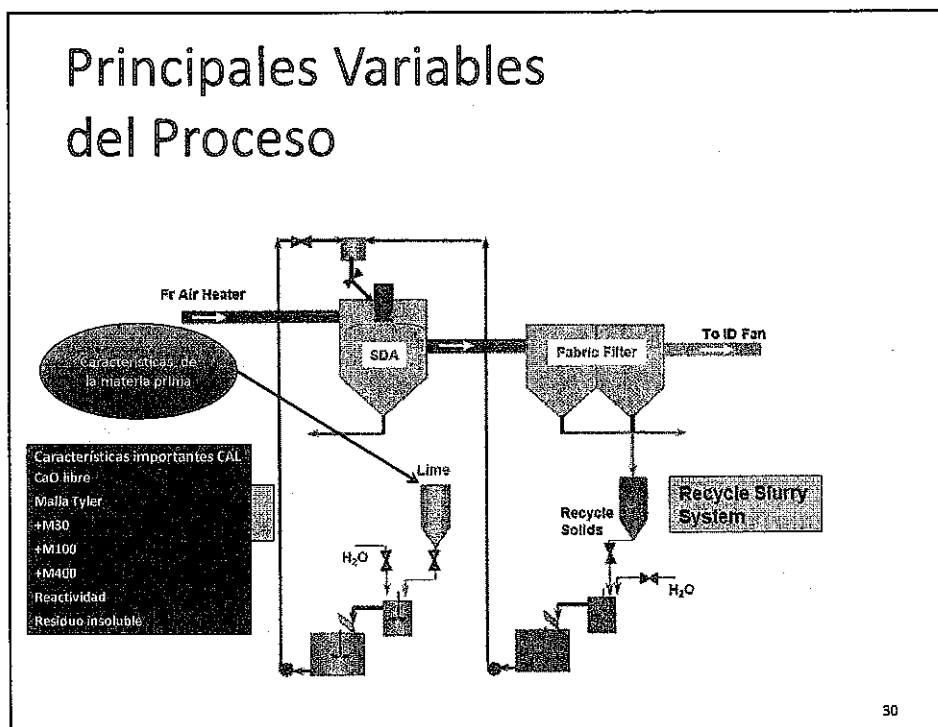 Principales Variables
del Proceso
Fr Air Heater
SDA
Fabric Filter
To ID Fan
Características de
la materia prima
Características importantes CAL
CaO libre
Malla Tyler
+M30
+M100
+M400
Reactividad
Residuo insoluble
Lime
H₂O
Recycle
Solids
Recycle Slurry
System
H₂O
30